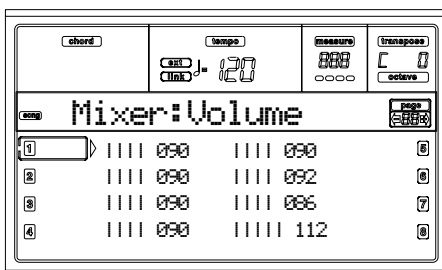 chord tempo measure transpose
ext link ♩= 120 888 C 0
octave
song Mixer:Volume page
1 090 090 5
2 090 092 6
3 090 086 7
4 090 112 8